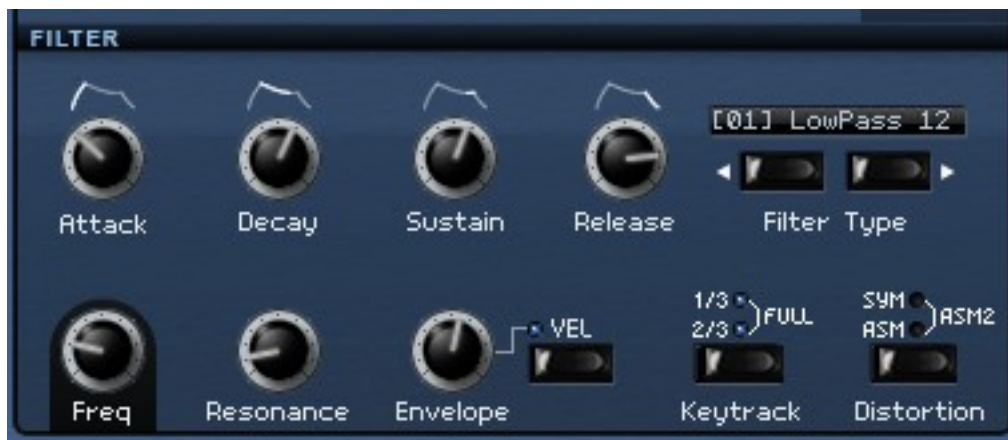 FILTER
[01] LowPass 12
Attack Decay Sustain Release Filter Type
1/3 FULL SYM ASM2
VEL 2/3 ASM
Freq Resonance Envelope Keytrack Distortion